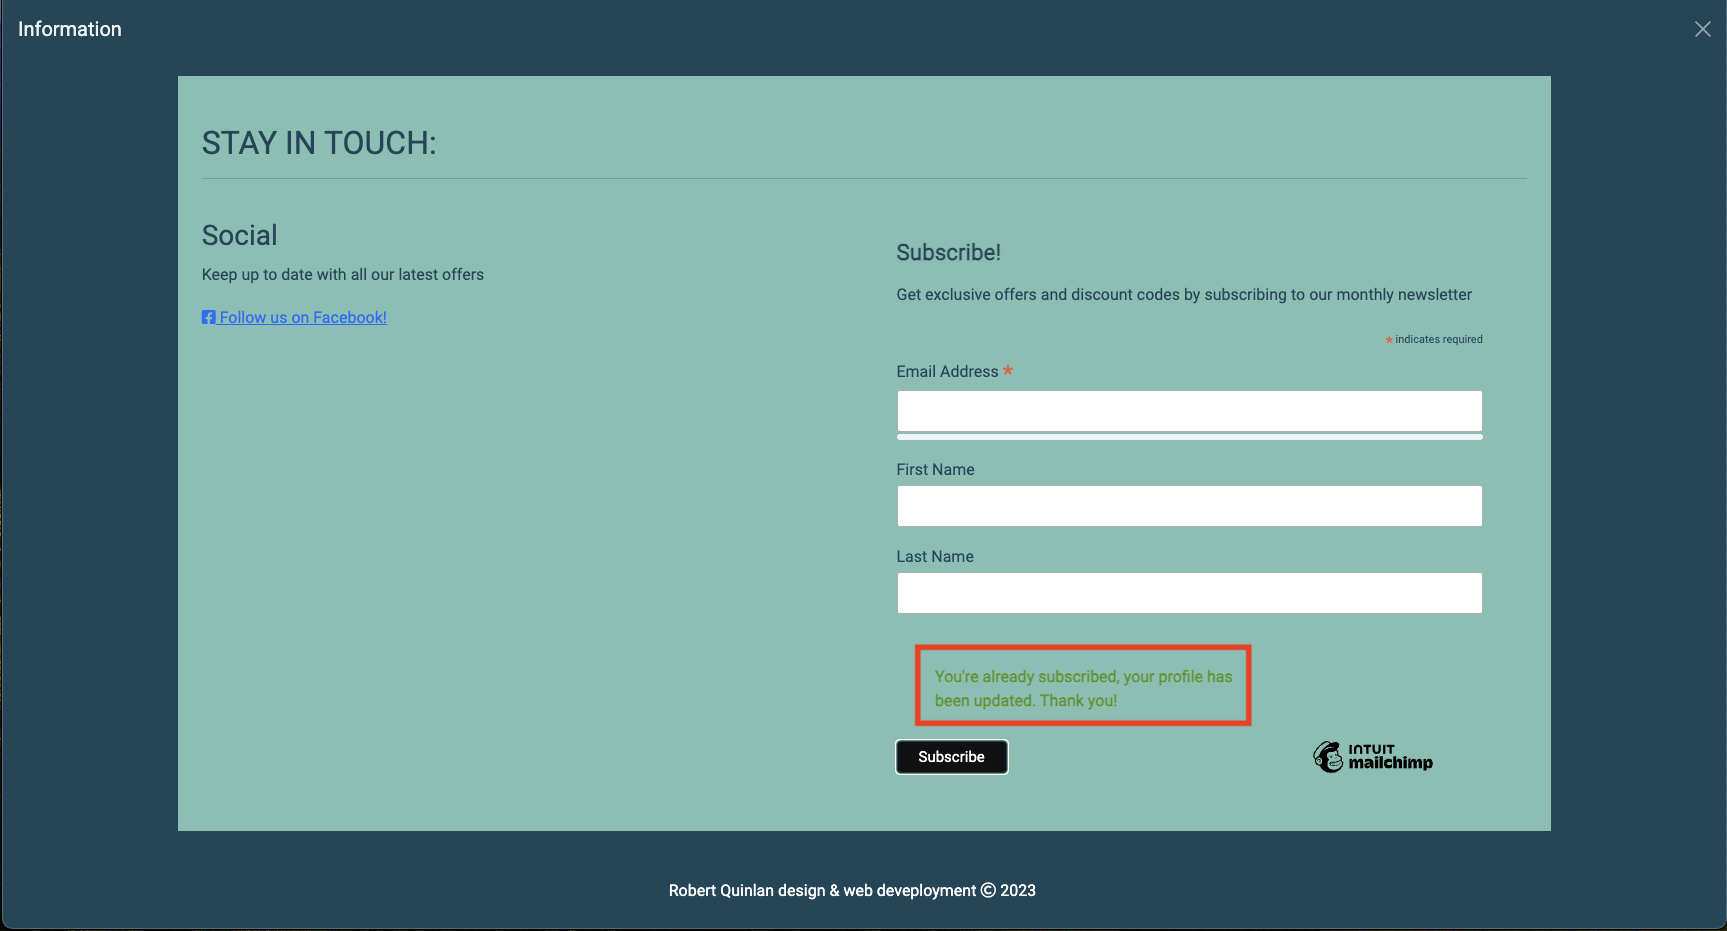 Information
STAY IN TOUCH:
Social
Keep up to date with all our latest offers
Follow us on Facebook!
Subscribe!
Get exclusive offers and discount codes by subscribing to our monthly newsletter
* indicates required
Email Address *
First Name
Last Name
You're already subscribed, your profile has
been updated. Thank you!
Subscribe
INTUIT
mailchimp
Robert Quinlan design & web deveployment © 2023